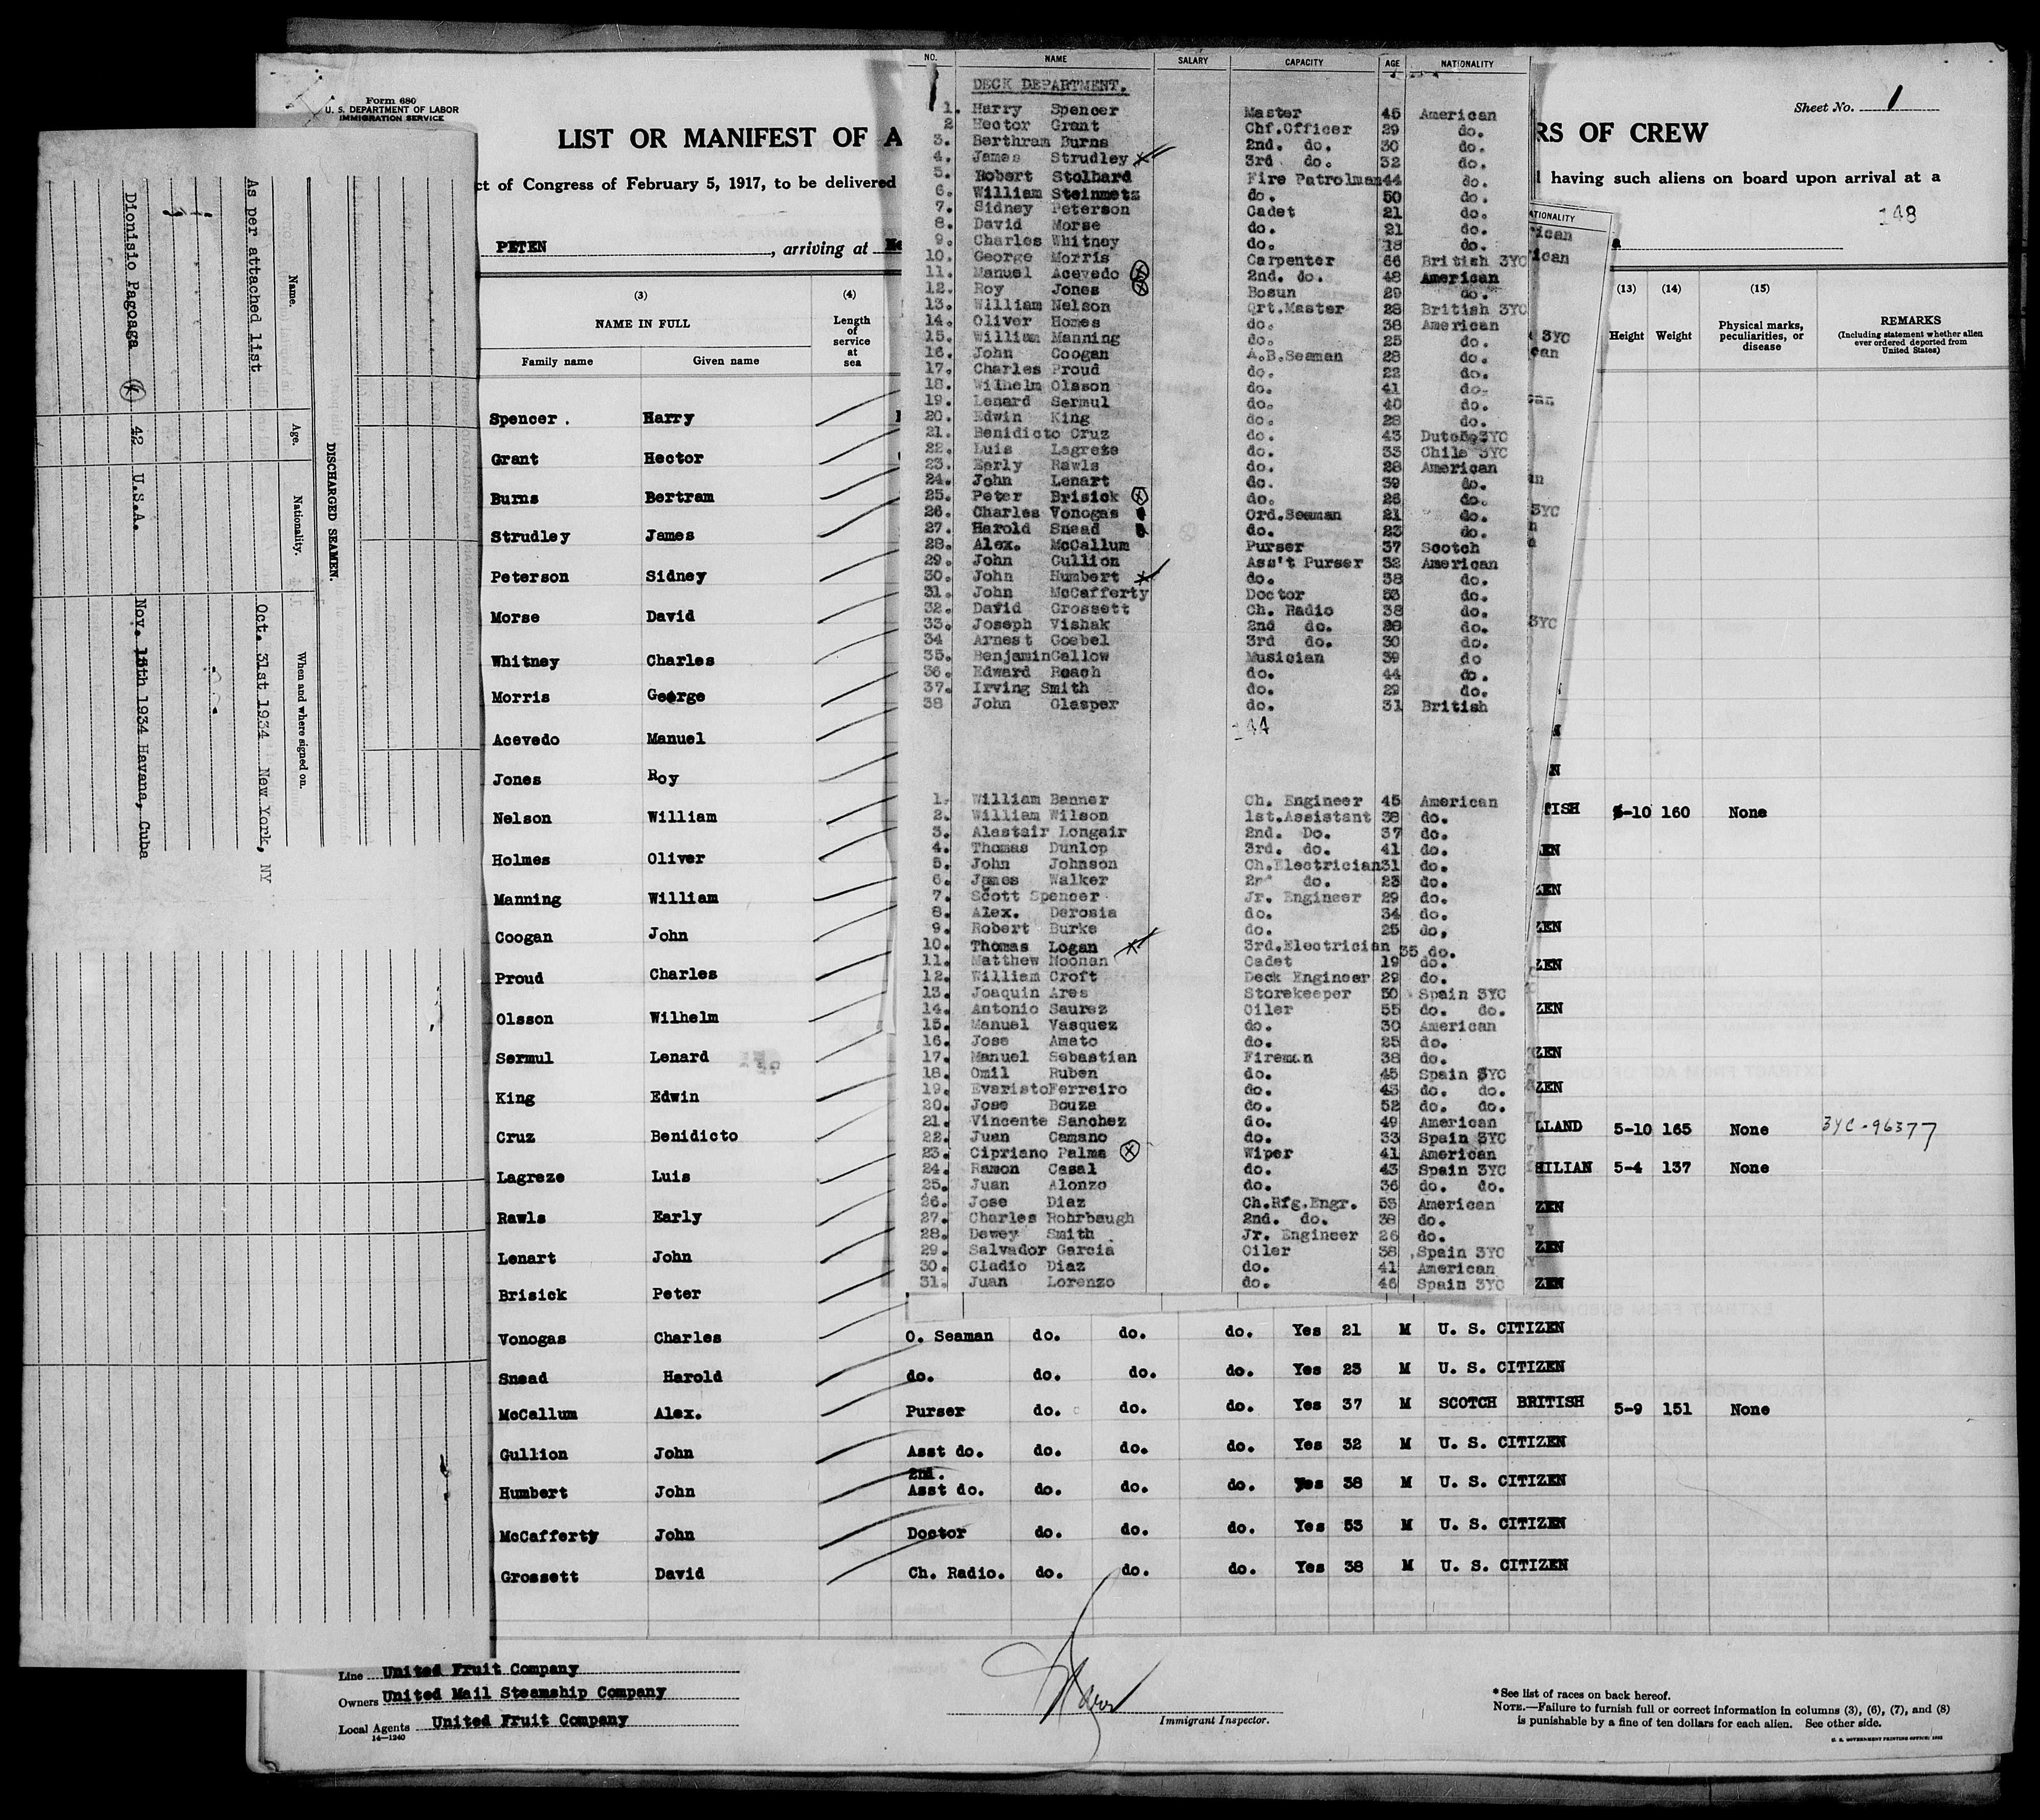 Form 680
U. S. DEPARTMENT OF LABOR
IMMIGRATION SERVICE
LIST OR MANIFEST OF A
RS OF CREW
Sheet No. 1
ct of Congress of February 5, 1917, to be delivered
having such aliens on board upon arrival at a
148
PETEN, arriving at
(3)
(4)
NAME IN FULL
Length of service at sea
Family name Given name
Spencer. Harry
Grant Hector
Burns Bertram
Strudley James
Peterson Sidney
Morse David
Whitney Charles
Morris George
Acevedo Manuel
Jones Roy
Nelson William
Holmes Oliver
Manning William
Coogan John
Proud Charles
Olsson Wilhelm
Sermul Lenard
King Edwin
Cruz Benidicto
Lagreze Luis
Rawls Early
Lenart John
Brisick Peter
Vonogas Charles O. Seaman do. do. do. Yes 21 M U. S. CITIZEN
Snead Harold do. do. do. do. Yes 23 M U. S. CITIZEN
McCallum Alex. Purser do. do. do. Yes 37 M SCOTCH BRITISH 5-9 151 None
Gullion John Asst do. do. do. do. Yes 32 M U. S. CITIZEN
Humbert John 2nd. Asst do. do. do. do. Yes 38 M U. S. CITIZEN
McCafferty John Doctor do. do. do. Yes 53 M U. S. CITIZEN
Grossett David Ch. Radio. do. do. do. Yes 38 M U. S. CITIZEN
Line United Fruit Company
Owners United Mail Steamship Company
Local Agents United Fruit Company
14—1240
Immigrant Inspector.
*See list of races on back hereof.
NOTE.—Failure to furnish full or correct information in columns (3), (6), (7), and (8)
is punishable by a fine of ten dollars for each alien. See other side.
NO. NAME SALARY CAPACITY AGE NATIONALITY
DECK DEPARTMENT.
1. Harry Spencer Master 45 American
2 Hector Grant Chf.Officer 29 do.
3. Berthram Burns 2nd. do. 30 do.
4. James Strudley 3rd do. 32 do.
5. Robert Stolhard Fire Patrolman 44 do.
6. William Steinmetz do. 50 do.
7. Sidney Peterson Cadet 21 do.
8. David Morse do. 21 do.
9. Charles Whitney do. 18 do.
10. George Morris Carpenter 66 British 3YC
11. Manuel Acevedo 2nd. do. 48 American
12. Roy Jones Bosun 29 do.
13. William Nelson Qrt.Master 28 British 3YC
14. Oliver Homes do. 38 American
15. William Manning do. 25 do.
16. John Coogan A.B.Seaman 28 do.
17. Charles Proud do. 22 do.
18. Wilhelm Olsson do. 41 do.
19. Lenard Sermul do. 40 do.
20. Edwin King do. 28 do.
21. Benidicto Cruz do. 43 Dutch 3YC
22. Luis Lagreze do. 33 Chile 3YC
23. Early Rawls do. 28 American
24. John Lenart do. 39 do.
25. Peter Brisick do. 26 do.
26. Charles Vonogas Ord.Seaman 21 do.
27. Harold Snead do. 23 do.
28. Alex. McCallum Purser 37 Scotch
29. John Gullion Ass't Purser 32 American
30. John Humbert do. 38 do.
31. John McCafferty Doctor 53 do.
32. David Grossett Ch. Radio 38 do.
33. Joseph Vishak 2nd do. 28 do.
34 Arnest Goebel 3rd do. 30 do.
35. Benjamin Callow Musician 39 do
36. Edward Roach do. 44 do.
37. Irving Smith do. 29 do.
38 John Glasper do. 31 British
144
1. William Banner Ch. Engineer 45 American
2. William Wilson 1st.Assistant 38 do.
3. Alastair Longair 2nd. Do. 37 do.
4. Thomas Dunlop 3rd. do. 41 do.
5. John Johnson Ch.Electrician 31 do.
6. James Walker 2nd do. 23 do.
7. Scott Spencer Jr. Engineer 29 do.
8. Alex. Derosia do. 34 do.
9. Robert Burke do. 25 do,
10. Thomas Logan 3rd.Electrician 35 do.
11. Matthew Noonan Cadet 19 do.
12. William Croft Deck Engineer 29 do.
13. Joaquin Ares Storekeeper 50 Spain 3YC
14. Antonio Saurez Oiler 55 do. do.
15. Manuel Vasquez do. 30 American
16. Jose Amato do. 25 do.
17. Manuel Sebastian Fireman 38 do.
18. Omil Ruben do. 45 Spain 3YC
19. Evaristo Ferreiro do. 43 do. do.
20. Jose Bouza do. 52 do. do.
21. Vincente Sanchez do. 49 American
22. Juan Camano do. 33 Spain 3YC
23. Cipriano Palma Wiper 41 American
24. Ramon Casal do. 43 Spain 3YC
25. Juan Alonzo do. 36 do. do.
26. Jose Diaz Ch.Rfg.Engr. 53 American
27. Charles Rohrbaugh 2nd. do. 38 do.
28. Dewey Smith Jr. Engineer 26 do.
29. Salvador Garcia Oiler 38 Spain 3YC
30. Cladio Diaz do. 41 American
31. Juan Lorenzo do. 46 Spain 3YC
(13) (14) (15)
Height Weight Physical marks, peculiarities, or disease
REMARKS
(Including statement whether alien ever ordered deported from United States)
TISH 5-10 160 None
LLAND 5-10 165 None 3YC-96377
HILIAN 5-4 137 None
DISCHARGED SEAMEN.
Name. Age. Nationality. When and where signed on.
As per attached list Oct. 31st 1934 New York, NY
Dionisio Pagoaga 42 U.S.A. Nov. 15th 1934 Havana, Cuba